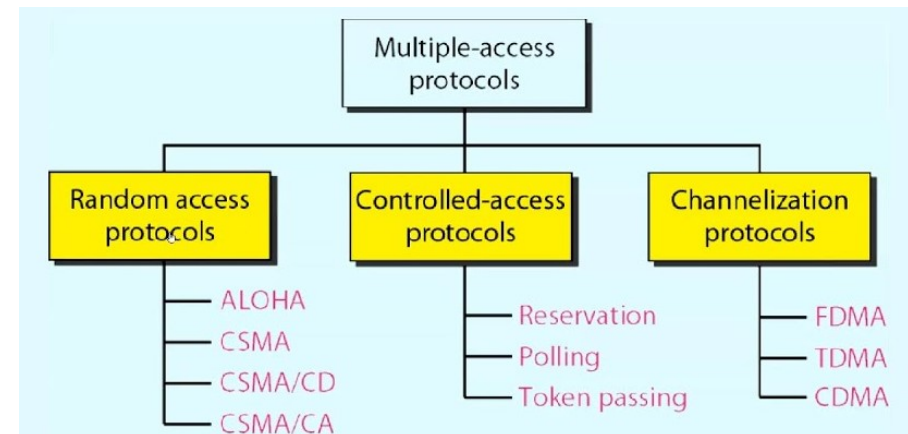 Multiple-access
protocols
Random access
protocols
Controlled-access
protocols
Channelization
protocols
ALOHA
CSMA
CSMA/CD
CSMA/CA
Reservation
Polling
Token passing
FDMA
TDMA
CDMA